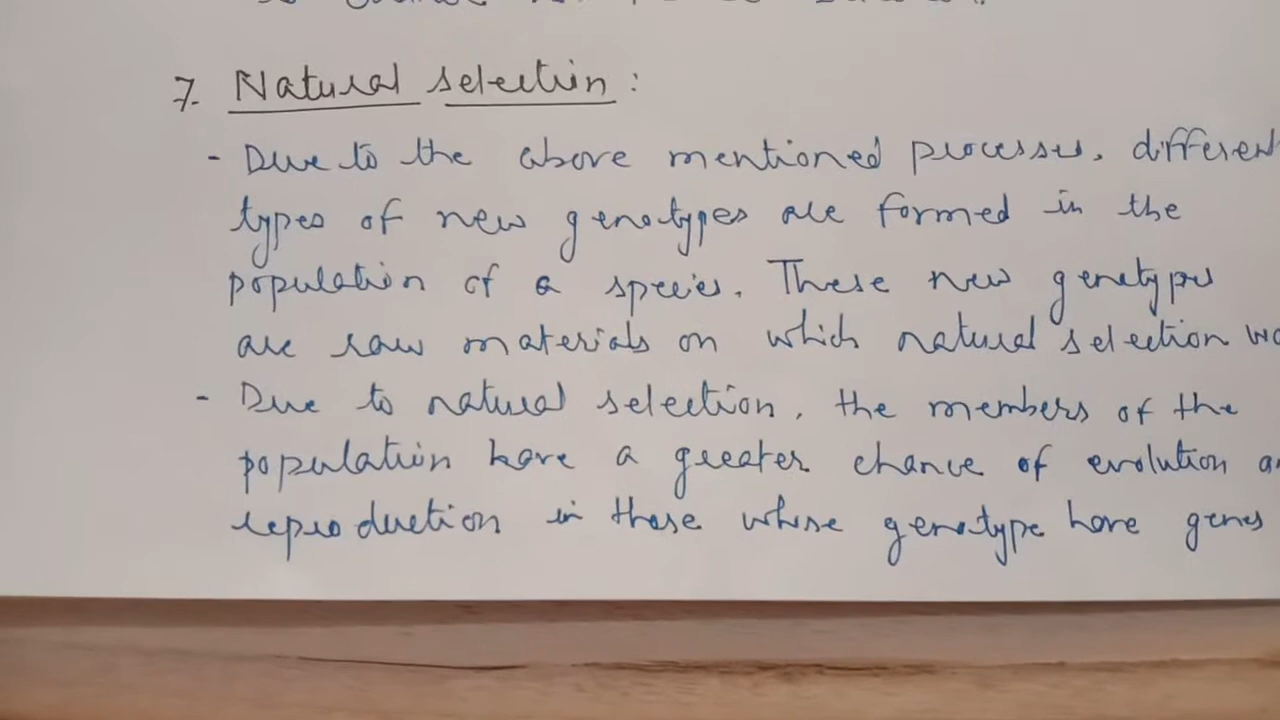 7. Natural selection :
- Due to the above mentioned processes, different
types of new genotypes are formed in the
population of a species. These new genotypes
are raw materials on which natural selection wo
- Due to natural selection, the members of the
population have a greater chance of evolution a
reproduction in those whose genotype have genes